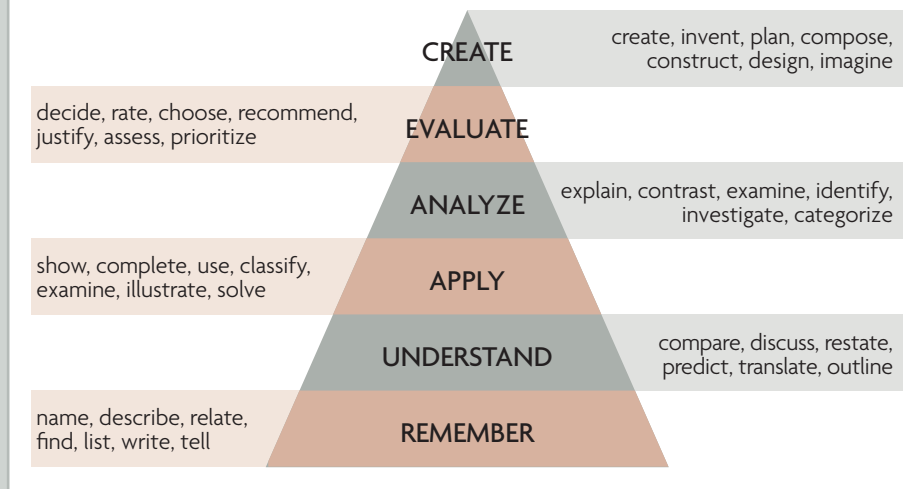 CREATE
create, invent, plan, compose,
construct, design, imagine
decide, rate, choose, recommend,
justify, assess, prioritize
EVALUATE
ANALYZE
explain, contrast, examine, identify,
investigate, categorize
show, complete, use, classify,
examine, illustrate, solve
APPLY
UNDERSTAND
compare, discuss, restate,
predict, translate, outline
name, describe, relate,
find, list, write, tell
REMEMBER